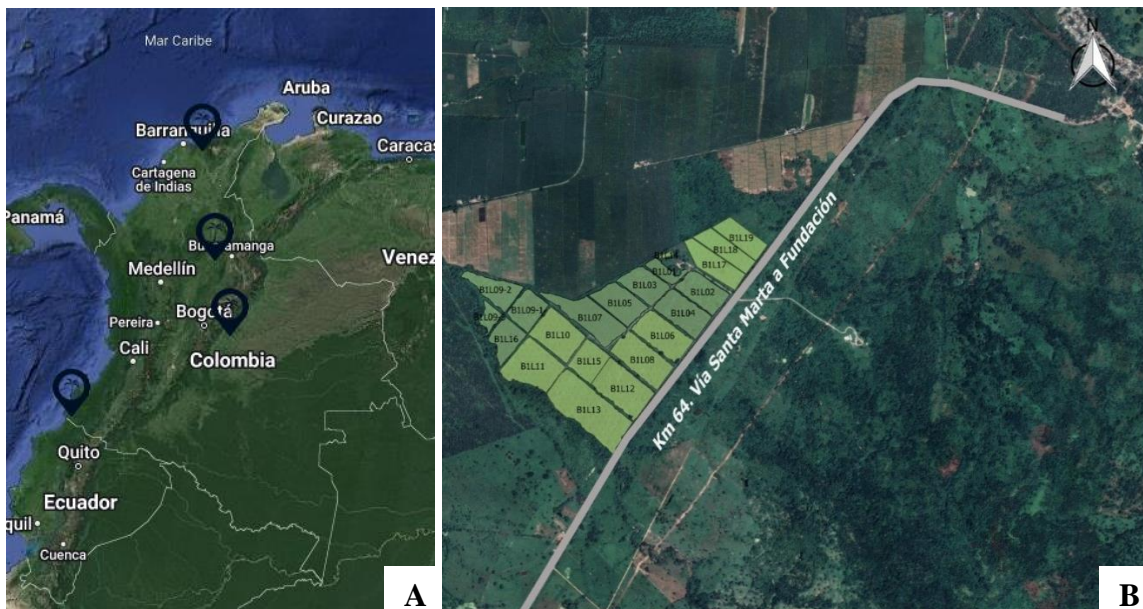 Mar Caribe
Aruba
Curazao
Barranquilla
Caracas
Cartagena
de Indias
Panamá
Bucaramanga
Venez
Medellín
Bogotá
Pereira
Cali
Colombia
Quito
Ecuador
quil
Cuenca
A
N
B1L19
B1L18
B1L17
B1L01
B1L03
B1L02
B1L09-2
B1L09-1
B1L05
B1L04
B1L07
B1L16
B1L10
B1L06
B1L15
B1L08
B1L11
B1L12
B1L13
Km 64. Vía Santa Marta a Fundación
B